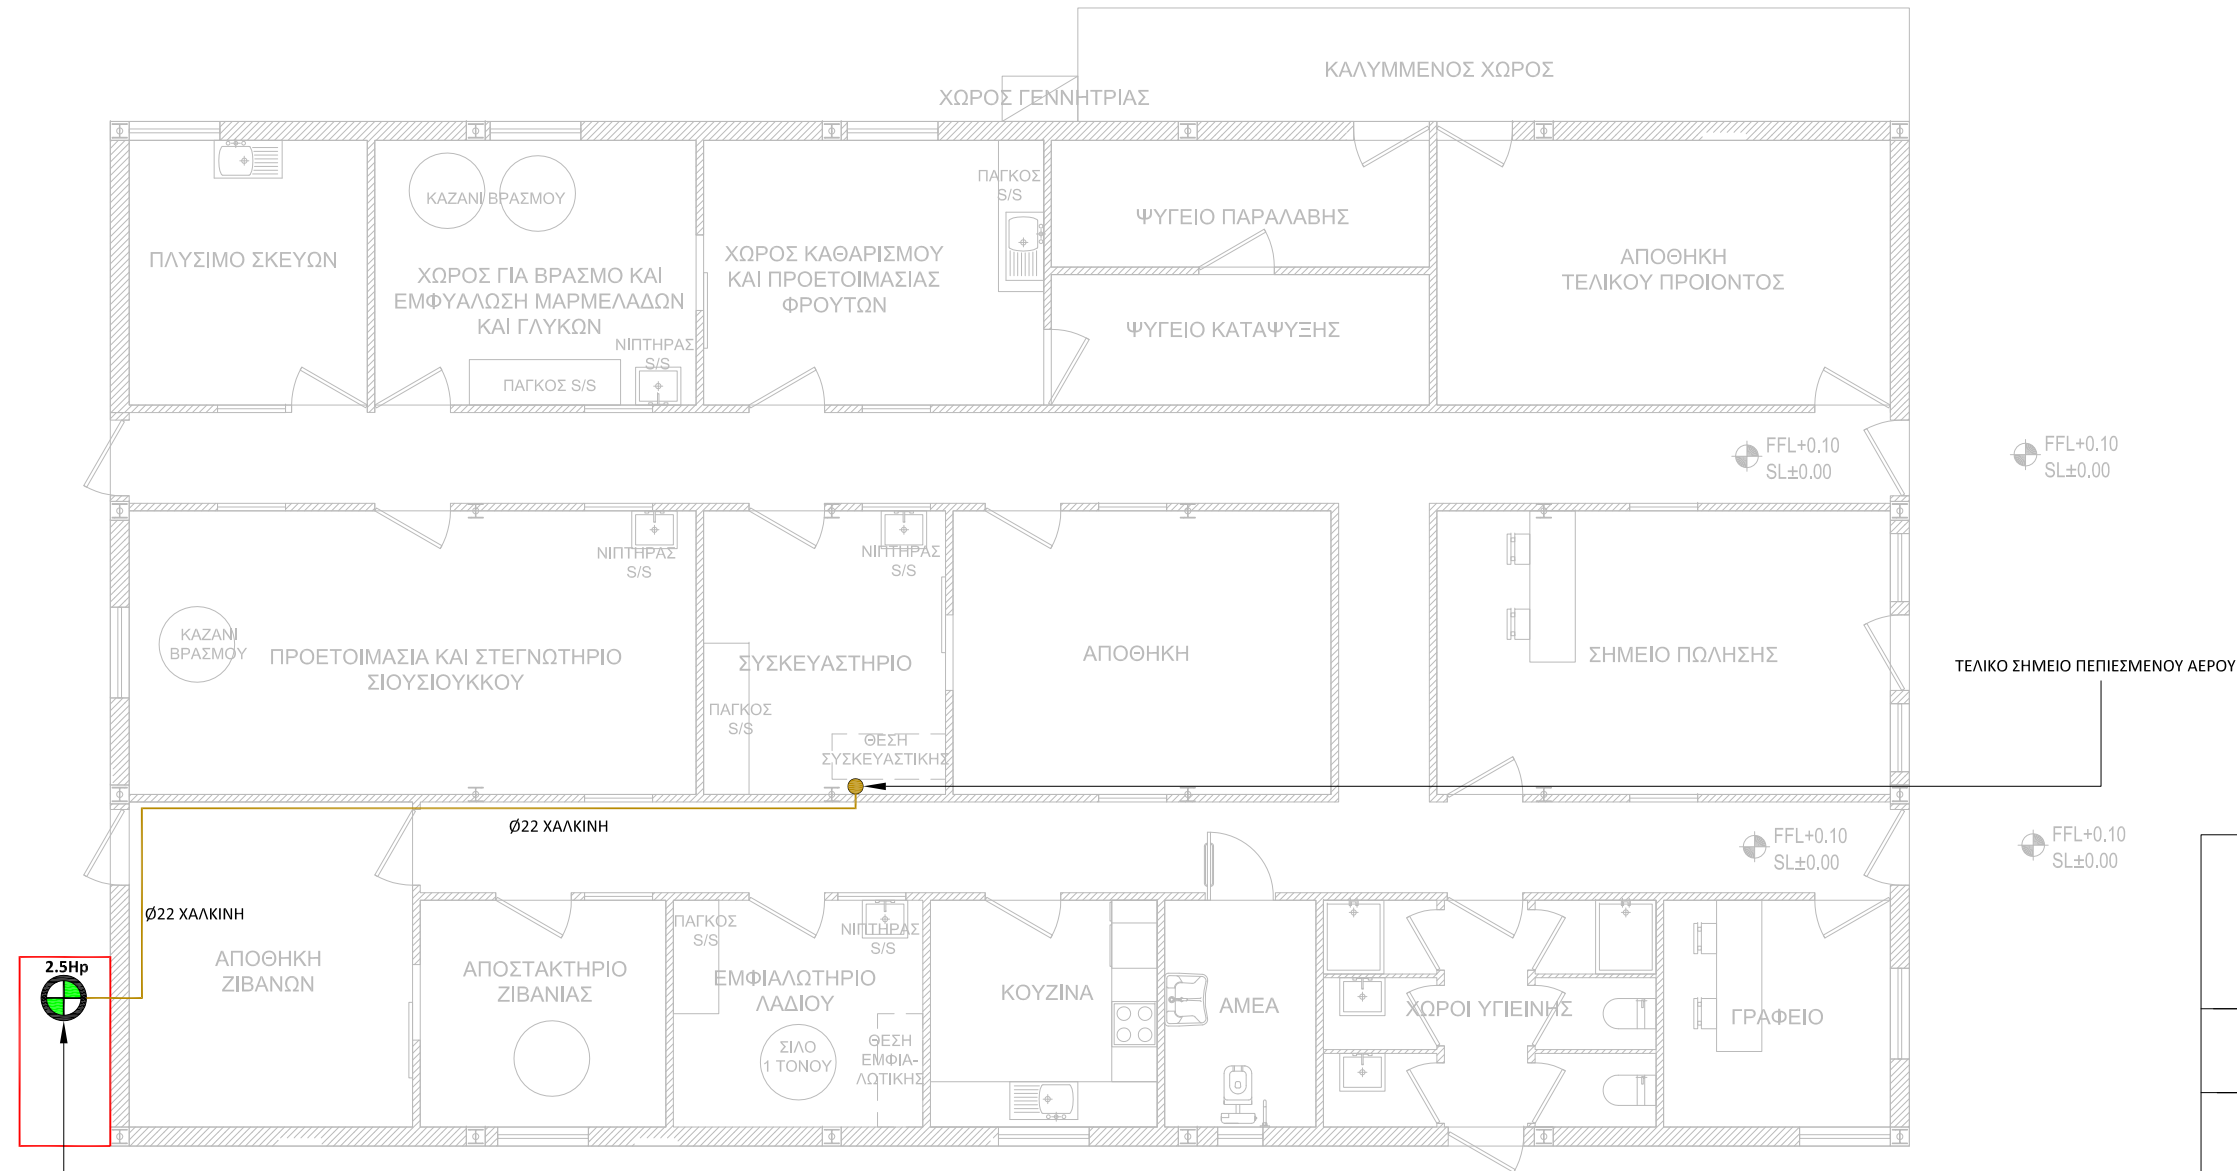 ΚΑΛΥΜΜΕΝΟΣ ΧΩΡΟΣ
ΧΩΡΟΣ ΓΕΝΝΗΤΡΙΑΣ
ΠΛΥΣΙΜΟ ΣΚΕΥΩΝ
ΚΑΖΑΝΙ ΒΡΑΣΜΟΥ
ΧΩΡΟΣ ΓΙΑ ΒΡΑΣΜΟ ΚΑΙ
ΕΜΦΥΑΛΩΣΗ ΜΑΡΜΕΛΑΔΩΝ
ΚΑΙ ΓΛΥΚΩΝ
ΝΙΠΤΗΡΑΣ
S/S
ΠΑΓΚΟΣ S/S
ΧΩΡΟΣ ΚΑΘΑΡΙΣΜΟΥ
ΚΑΙ ΠΡΟΕΤΟΙΜΑΣΙΑΣ
ΦΡΟΥΤΩΝ
ΠΑΓΚΟΣ
S/S
ΨΥΓΕΙΟ ΠΑΡΑΛΑΒΗΣ
ΨΥΓΕΙΟ ΚΑΤΑΨΥΞΗΣ
ΑΠΟΘΗΚΗ
ΤΕΛΙΚΟΥ ΠΡΟΙΟΝΤΟΣ
FFL+0.10
SL±0.00
FFL+0.10
SL±0.00
ΚΑΖΑΝΙ
ΒΡΑΣΜΟΥ
ΠΡΟΕΤΟΙΜΑΣΙΑ ΚΑΙ ΣΤΕΓΝΩΤΗΡΙΟ
ΣΙΟΥΣΙΟΥΚΚΟΥ
ΝΙΠΤΗΡΑΣ
S/S
ΝΙΠΤΗΡΑΣ
S/S
ΣΥΣΚΕΥΑΣΤΗΡΙΟ
ΠΑΓΚΟΣ
S/S
ΘΕΣΗ
ΣΥΣΚΕΥΑΣΤΙΚΗΣ
ΑΠΟΘΗΚΗ
ΣΗΜΕΙΟ ΠΩΛΗΣΗΣ
ΤΕΛΙΚΟ ΣΗΜΕΙΟ ΠΕΠΙΕΣΜΕΝΟΥ ΑΕΡΟΥ
Ø22 ΧΑΛΚΙΝΗ
FFL+0.10
SL±0.00
FFL+0.10
SL±0.00
Ø22 ΧΑΛΚΙΝΗ
2.5Hp
ΑΠΟΘΗΚΗ
ΖΙΒΑΝΩΝ
ΑΠΟΣΤΑΚΤΗΡΙΟ
ΖΙΒΑΝΙΑΣ
ΠΑΓΚΟΣ
S/S
ΝΙΠΤΗΡΑΣ
S/S
ΕΜΦΙΑΛΩΤΗΡΙΟ
ΛΑΔΙΟΥ
ΣΙΛΟ
1 ΤΟΝΟΥ
ΘΕΣΗ
ΕΜΦΙΑ-
ΛΩΤΙΚΗΣ
ΚΟΥΖΙΝΑ
ΑΜΕΑ
ΧΩΡΟΙ ΥΓΙΕΙΝΗΣ
ΓΡΑΦΕΙΟ